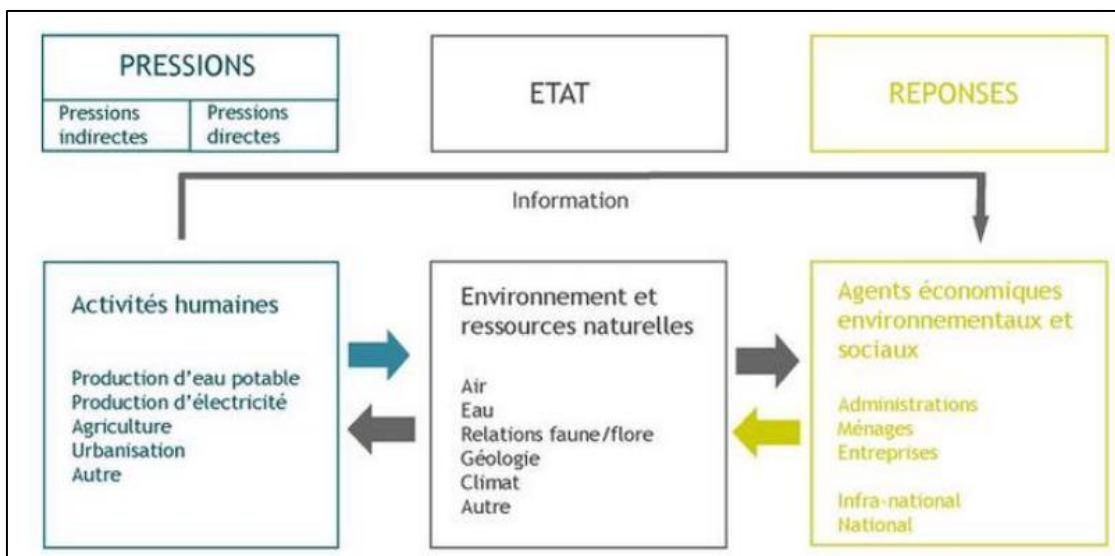 PRESSIONS
Pressions
indirectes
Pressions
directes
ETAT
REPONSES
Information
Activités humaines
Production d'eau potable
Production d'électricité
Agriculture
Urbanisation
Autre
Environnement et
ressources naturelles
Air
Eau
Relations faune/flore
Géologie
Climat
Autre
Agents économiques
environnementaux et
sociaux
Administrations
Ménages
Entreprises
Infra-national
National